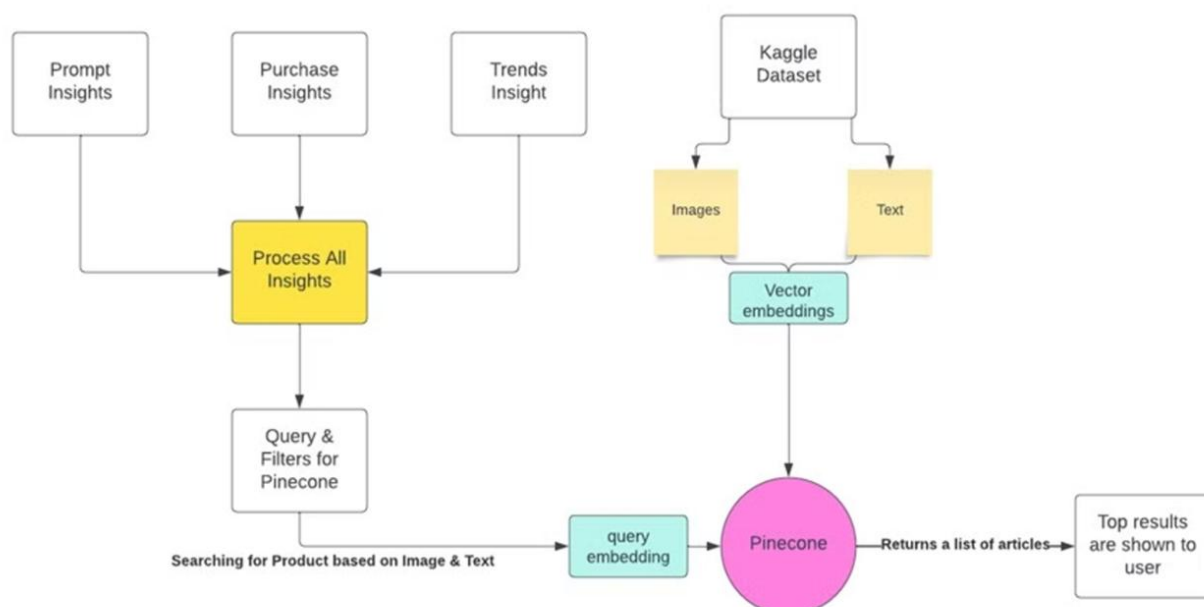 Prompt
Insights
Purchase
Insights
Trends
Insight
Kaggle
Dataset
Images
Text
Process All
Insights
Vector
embeddings
Query &
Filters for
Pinecone
Searching for Product based on Image & Text
query
embedding
Pinecone
Returns a list of articles
Top results
are shown to
user